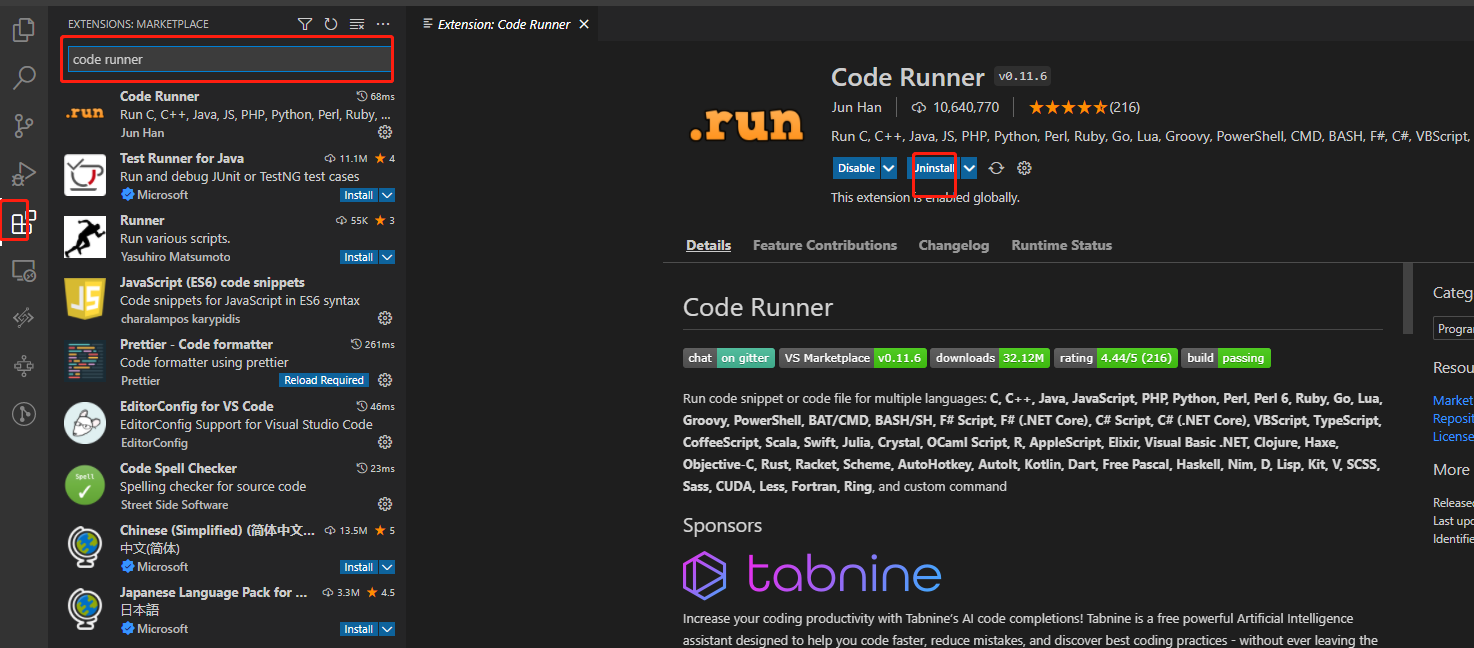 EXTENSIONS: MARKETPLACE
code runner
Code Runner 68ms
Run C, C++, Java, JS, PHP, Python, Perl, Ruby, ...
Jun Han
Test Runner for Java 11.1M 4
Run and debug JUnit or TestNG test cases
Microsoft Install
Runner 55K 3
Run various scripts.
Yasuhiro Matsumoto Install
JavaScript (ES6) code snippets
Code snippets for JavaScript in ES6 syntax
charalampos karypidis
Prettier - Code formatter 261ms
Code formatter using prettier
Prettier Reload Required
EditorConfig for VS Code 46ms
EditorConfig Support for Visual Studio Code
EditorConfig
Code Spell Checker 23ms
Spelling checker for source code
Street Side Software
Chinese (Simplified) (简体中文... 13.5M 5
中文(简体)
Microsoft Install
Japanese Language Pack for ... 3.3M 4.5
日本語
Microsoft Install
.run
JS
Spell
Extension: Code Runner
.run
Code Runner v0.11.6
Jun Han 10,640,770 (216)
Run C, C++, Java, JS, PHP, Python, Perl, Ruby, Go, Lua, Groovy, PowerShell, CMD, BASH, F#, C#, VBScript,
Disable Uninstall
This extension is enabled globally.
Details Feature Contributions Changelog Runtime Status
Code Runner
chat on gitter VS Marketplace v0.11.6 downloads 32.12M rating 4.44/5 (216) build passing
Run code snippet or code file for multiple languages: C, C++, Java, JavaScript, PHP, Python, Perl, Perl 6, Ruby, Go, Lua,
Groovy, PowerShell, BAT/CMD, BASH/SH, F# Script, F# (.NET Core), C# Script, C# (.NET Core), VBScript, TypeScript,
CoffeeScript, Scala, Swift, Julia, Crystal, OCaml Script, R, AppleScript, Elixir, Visual Basic .NET, Clojure, Haxe,
Objective-C, Rust, Racket, Scheme, AutoHotkey, AutoIt, Kotlin, Dart, Free Pascal, Haskell, Nim, D, Lisp, Kit, V, SCSS,
Sass, CUDA, Less, Fortran, Ring, and custom command
Sponsors
tabnine
Increase your coding productivity with Tabnine's AI code completions! Tabnine is a free powerful Artificial Intelligence
assistant designed to help you code faster, reduce mistakes, and discover best coding practices - without ever leaving the
Categ
Progra
Resou
Market
Reposit
License
More
Released
Last upd
Identifie